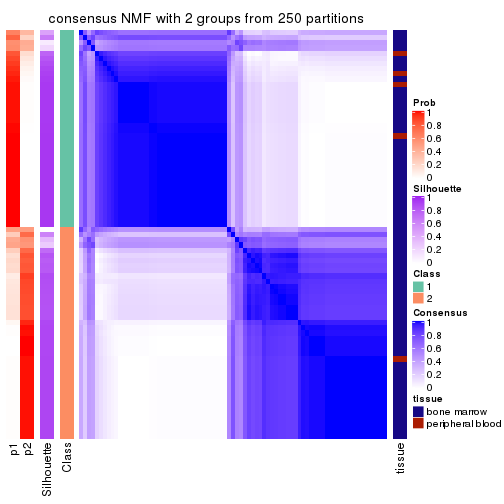 consensus NMF with 2 groups from 250 partitions
Prob
1
0.8
0.6
0.4
0.2
0
Silhouette
1
0.8
0.6
0.4
0.2
0
Class
1
2
Consensus
1
0.8
0.6
0.4
0.2
0
tissue
bone marrow
peripheral blood
p1
p2
Silhouette
Class
tissue